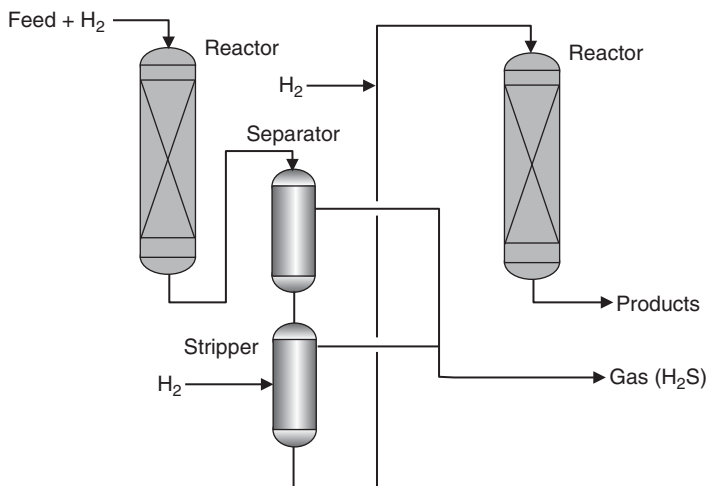 Feed + H₂
Reactor
Reactor
H₂
Separator
Products
Stripper
H₂
Gas (H₂S)